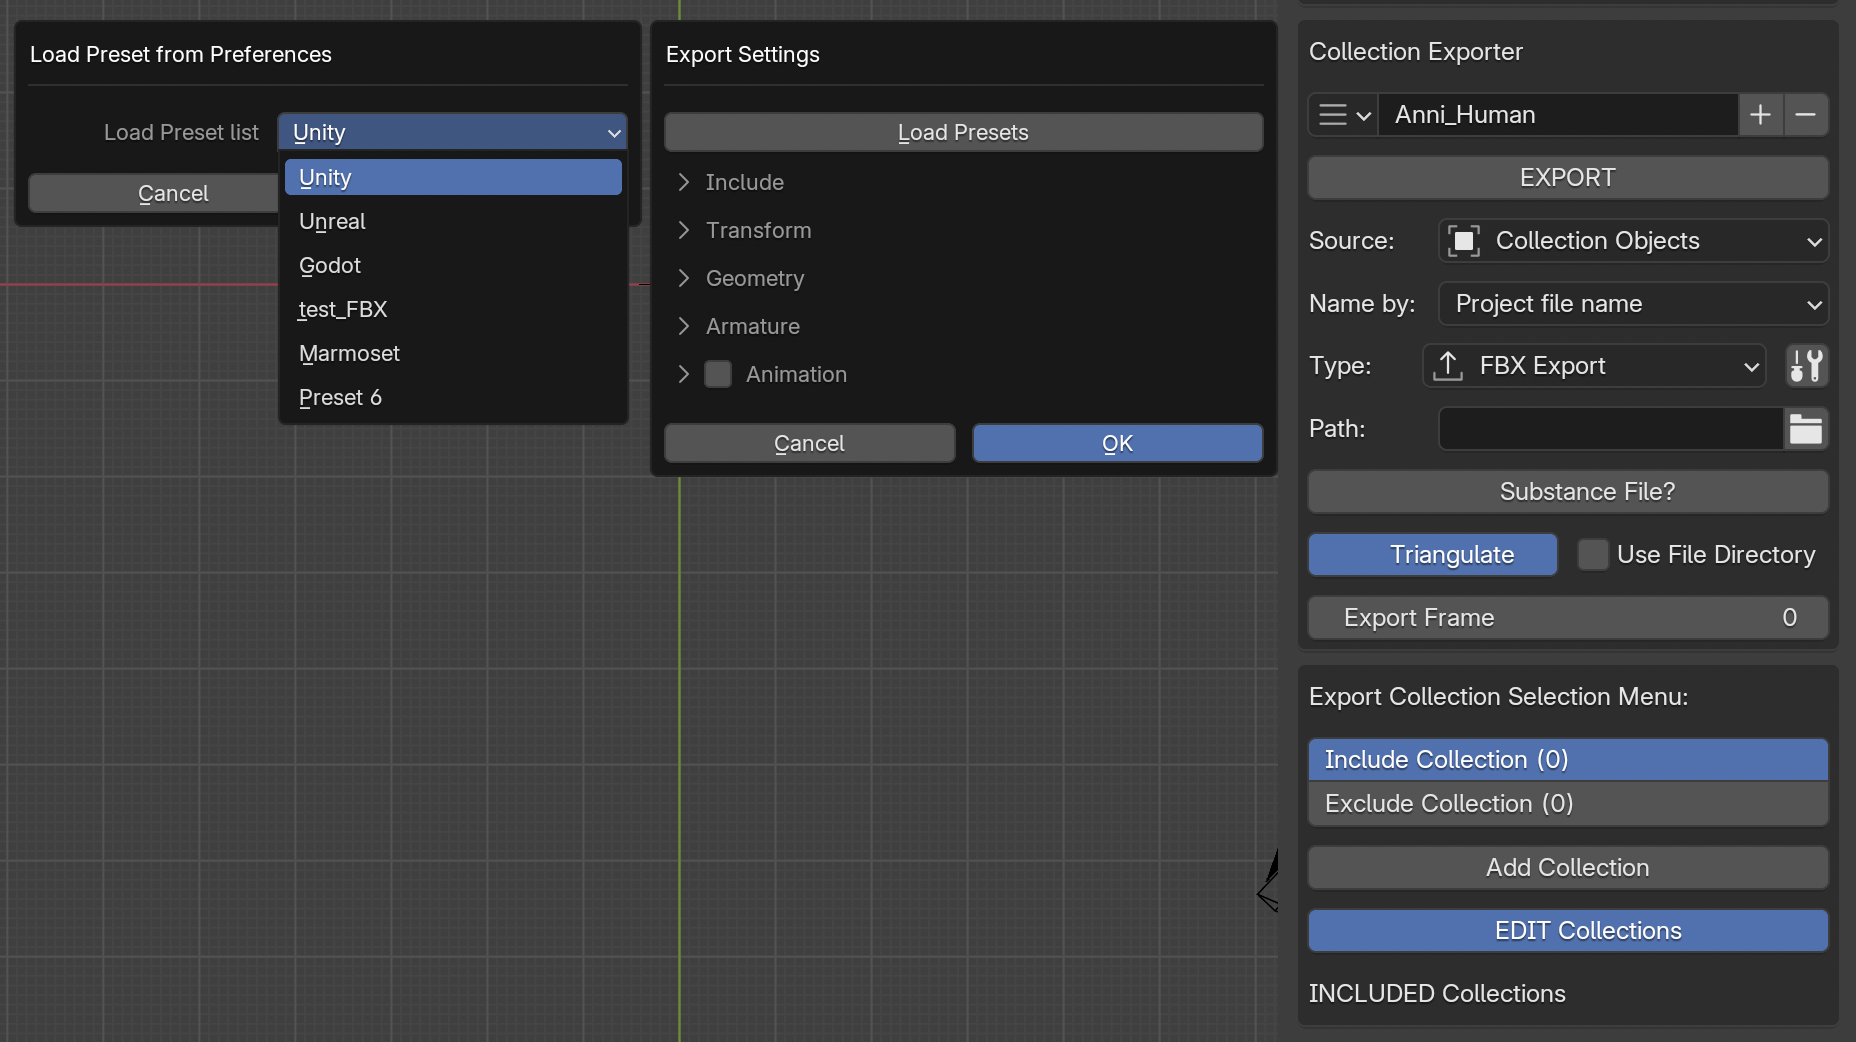 Load Preset from Preferences
Load Preset list
Unity
Unity
Unreal
Godot
test_FBX
Marmoset
Preset 6
Cancel
Export Settings
Load Presets
Include
Transform
Geometry
Armature
Animation
Cancel
OK
Collection Exporter
Anni_Human
EXPORT
Source: Collection Objects
Name by: Project file name
Type: FBX Export
Path:
Substance File?
Triangulate Use File Directory
Export Frame 0
Export Collection Selection Menu:
Include Collection (0)
Exclude Collection (0)
Add Collection
EDIT Collections
INCLUDED Collections